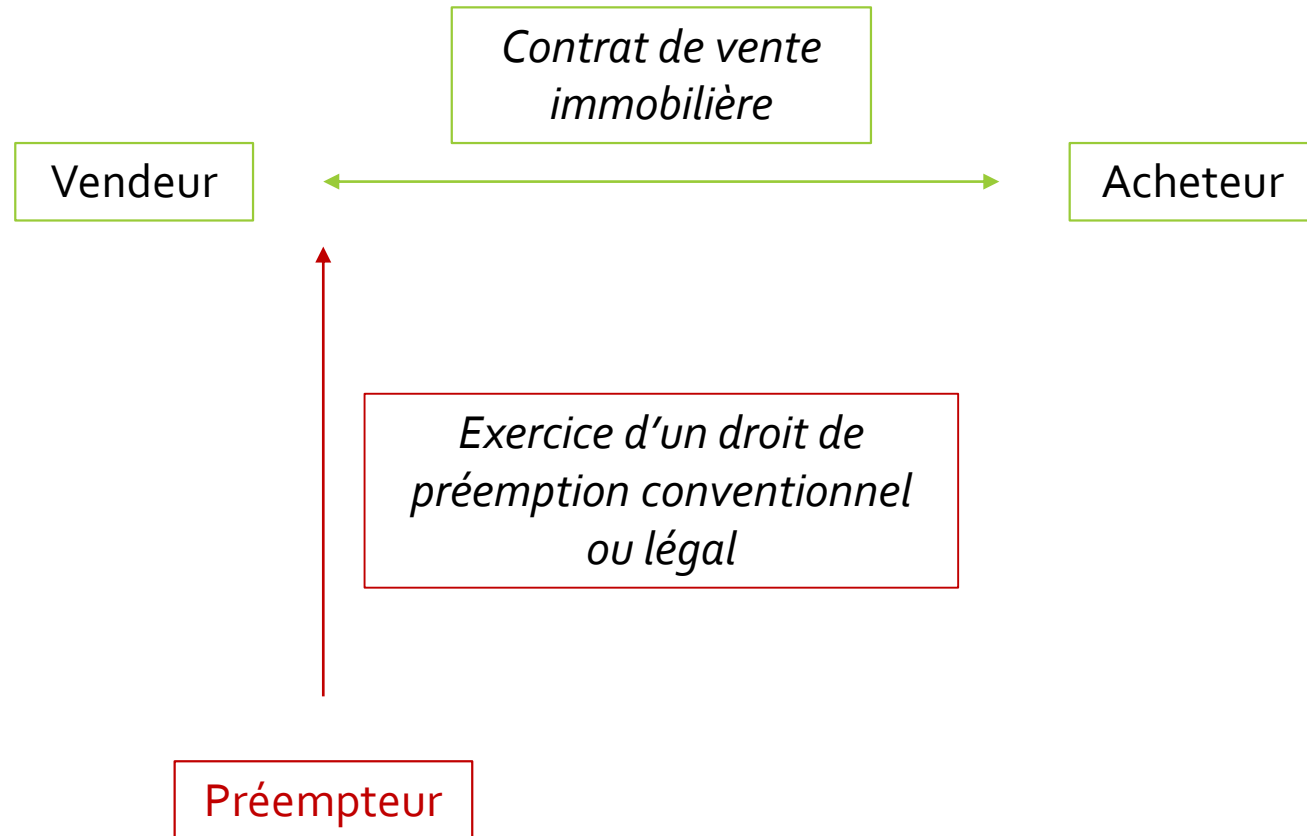 Contrat de vente
immobilière
Vendeur
Acheteur
Exercice d’un droit de
préemption conventionnel
ou légal
Préempteur